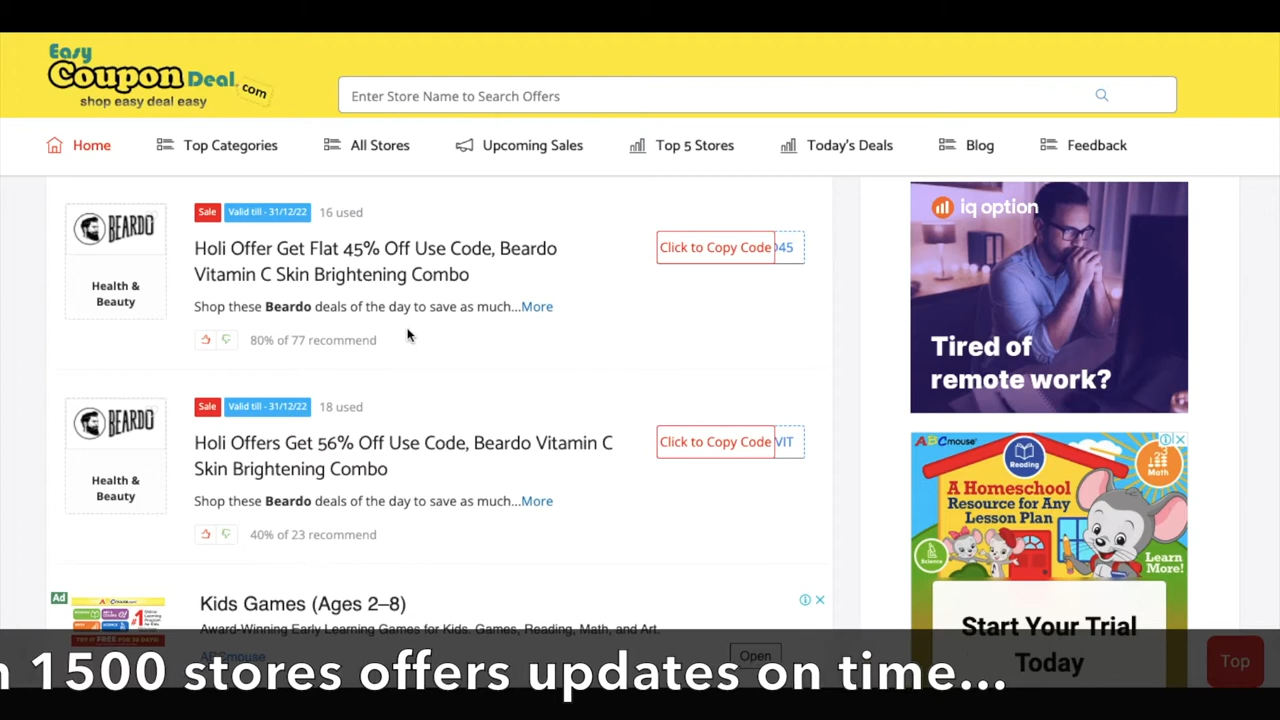 Easy
Coupon Deal.com
shop easy deal easy
Enter Store Name to Search Offers
Home
Top Categories
All Stores
Upcoming Sales
Top 5 Stores
Today's Deals
Blog
Feedback
BEARDO
Health &
Beauty
Sale
Valid till - 31/12/22
16 used
Holi Offer Get Flat 45% Off Use Code, Beardo
Vitamin C Skin Brightening Combo
Shop these Beardo deals of the day to save as much...More
80% of 77 recommend
Click to Copy Code
45
BEARDO
Health &
Beauty
Sale
Valid till - 31/12/22
18 used
Holi Offers Get 56% Off Use Code, Beardo Vitamin C
Skin Brightening Combo
Shop these Beardo deals of the day to save as much...More
40% of 23 recommend
Click to Copy Code
VIT
Ad
Kids Games (Ages 2–8)
Award-Winning Early Learning Games for Kids. Games, Reading, Math, and Art.
ABCmouse
Open
iq option
Tired of
remote work?
ABCmouse
Reading
Math
A Homeschool
Resource for Any
Lesson Plan
Science
Learn
More!
Start Your Trial
Today
Top
1500 stores offers updates on time...